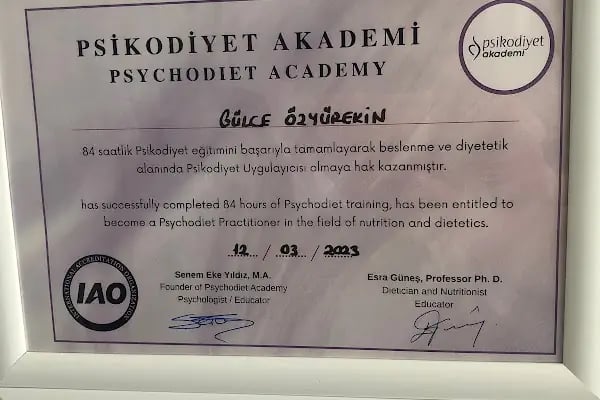 PSİKODİYET AKADEMİ
PSYCHODIET ACADEMY
psikodiyet
akademi
GÜLCE ÖZYÜREKİN
84 saatlik Psikodiyet eğitimini başarıyla tamamlayarak beslenme ve diyetetik
alanında Psikodiyet Uygulayıcısı olmaya hak kazanmıştır.
has successfully completed 84 hours of Psychodiet training, has been entitled to
become a Psychodiet Practitioner in the field of nutrition and dietetics.
12 / 03 / 2023
INTERNATIONAL ACCREDITATION ORGANIZATION
IAO
Senem Eke Yıldız, M.A.
Founder of Psychodiet Academy
Psychologist / Educator
Esra Güneş, Professor Ph. D.
Dietician and Nutritionist
Educator